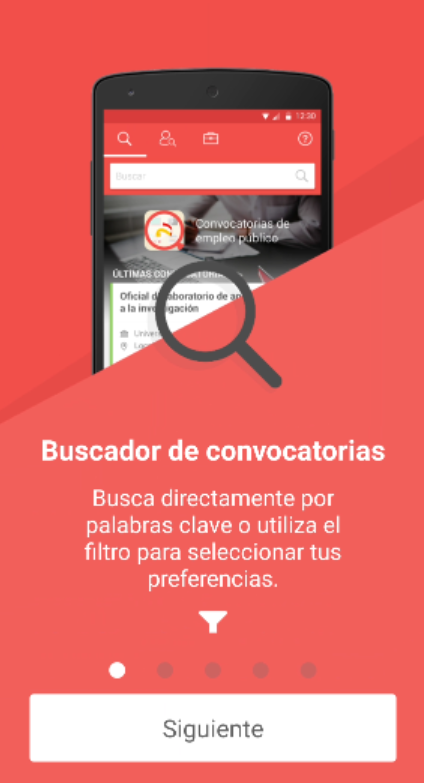 12:30
Buscar
Convocatorias de
empleo público
ÚLTIMAS
Oficial de laboratorio de
a la investigación
Buscador de convocatorias
Busca directamente por
palabras clave o utiliza el
filtro para seleccionar tus
preferencias.
Siguiente